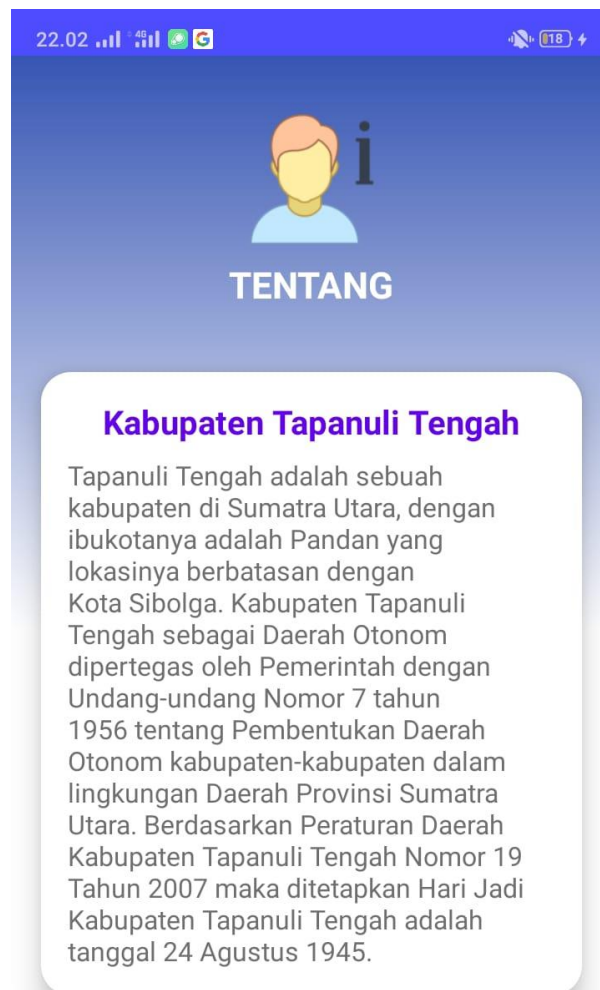 22.02 4G 18
i
TENTANG
Kabupaten Tapanuli Tengah
Tapanuli Tengah adalah sebuah
kabupaten di Sumatra Utara, dengan
ibukotanya adalah Pandan yang
lokasinya berbatasan dengan
Kota Sibolga. Kabupaten Tapanuli
Tengah sebagai Daerah Otonom
dipertegas oleh Pemerintah dengan
Undang-undang Nomor 7 tahun
1956 tentang Pembentukan Daerah
Otonom kabupaten-kabupaten dalam
lingkungan Daerah Provinsi Sumatra
Utara. Berdasarkan Peraturan Daerah
Kabupaten Tapanuli Tengah Nomor 19
Tahun 2007 maka ditetapkan Hari Jadi
Kabupaten Tapanuli Tengah adalah
tanggal 24 Agustus 1945.